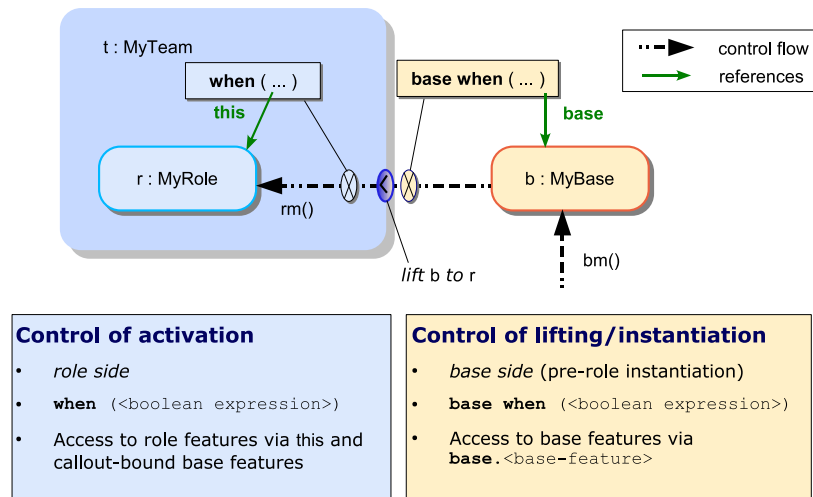 t : MyTeam
when ( ... )
base when ( ... )
control flow
references
this
base
r : MyRole
b : MyBase
rm()
bm()
lift b to r
Control of activation
• role side
• when (<boolean expression>)
• Access to role features via this and
callout-bound base features
Control of lifting/instantiation
• base side (pre-role instantiation)
• base when (<boolean expression>)
• Access to base features via
base.<base-feature>